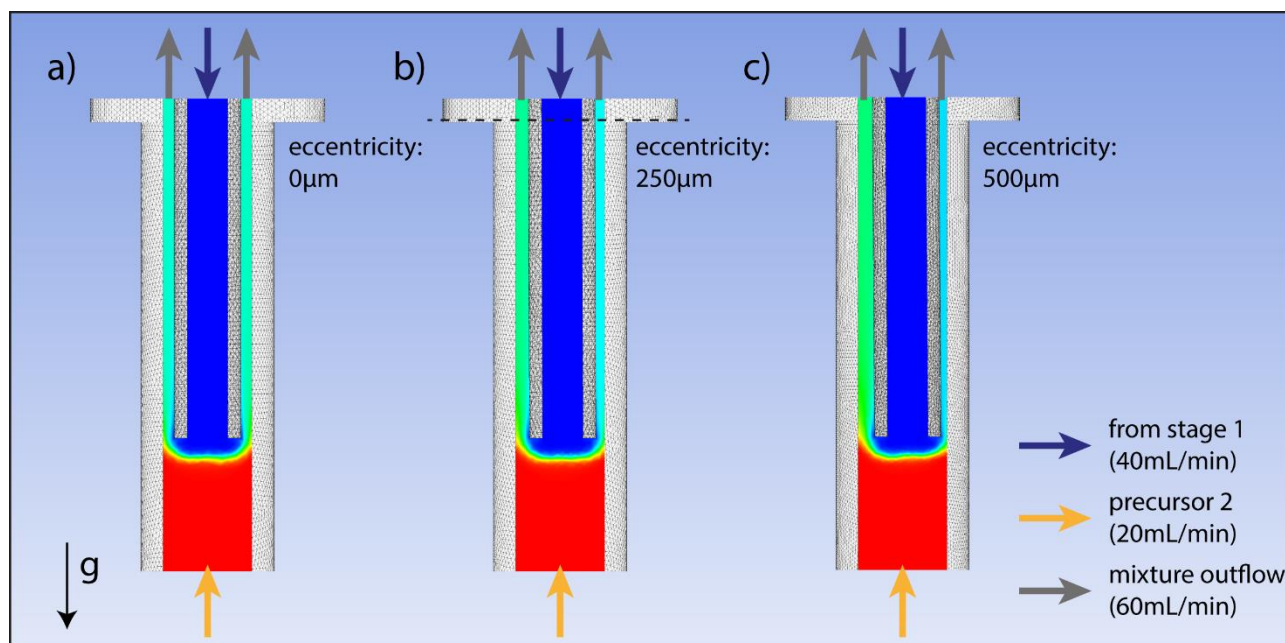 a)
eccentricity:
0μm
b)
eccentricity:
250μm
c)
eccentricity:
500μm
from stage 1
(40mL/min)
precursor 2
(20mL/min)
mixture outflow
(60mL/min)
g